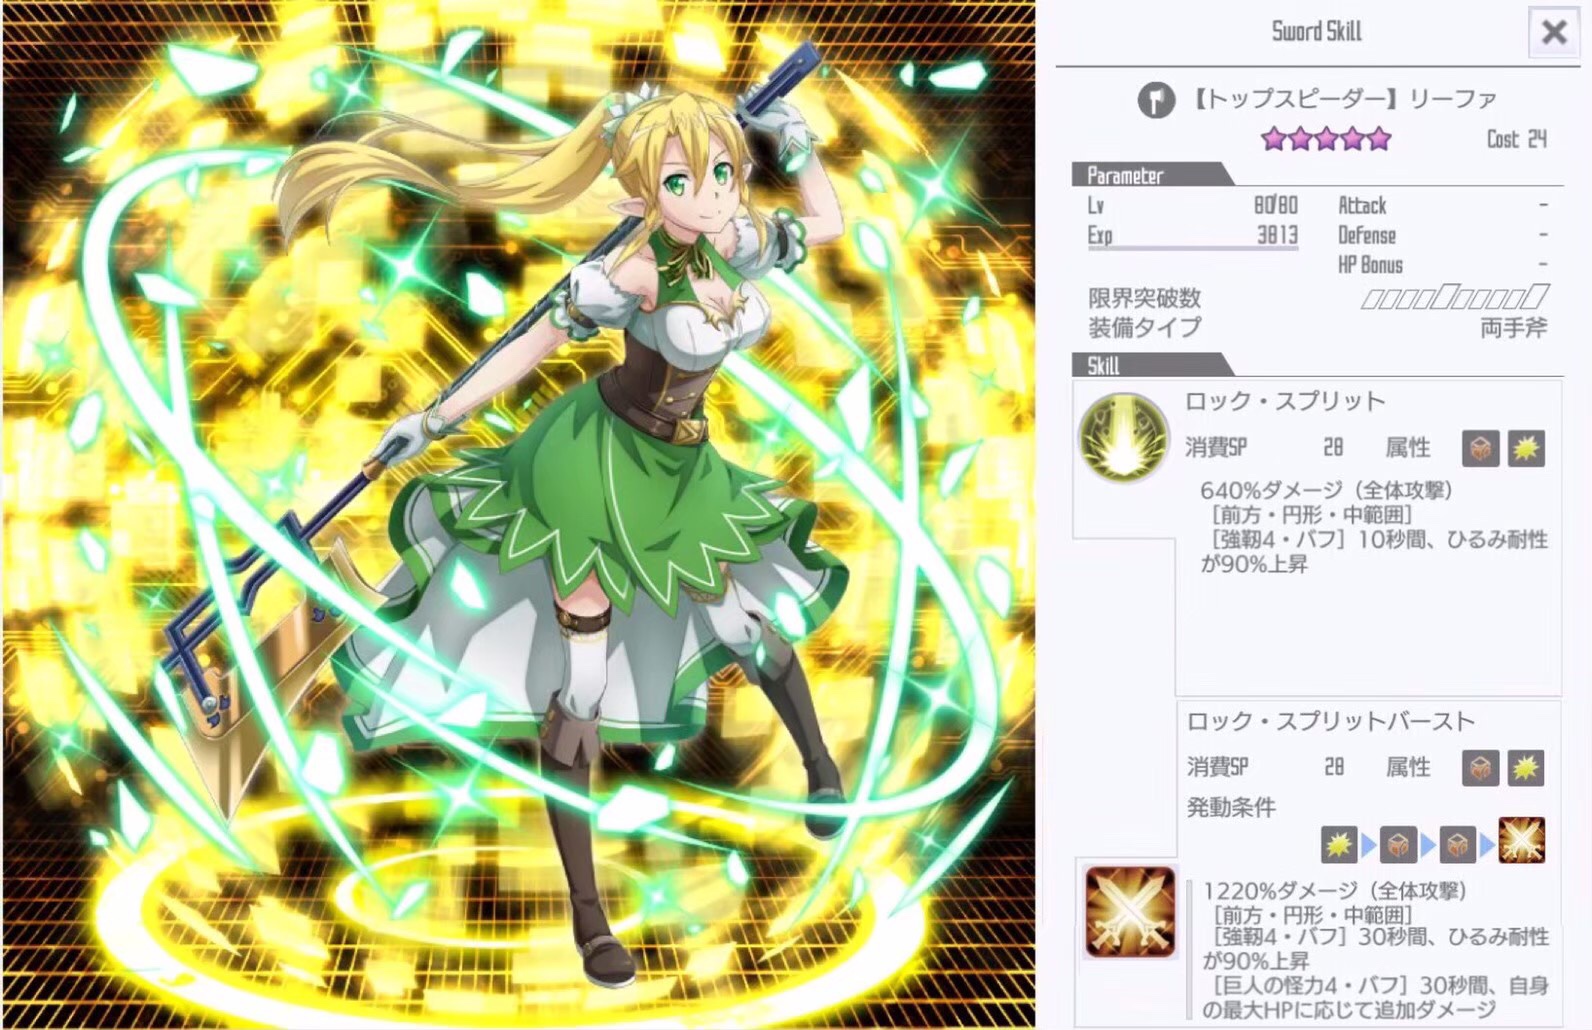 Sword Skill
【トップスピーダー】リーファ
Cost 24
Parameter
Lv 80/80
Exp 3813
Attack -
Defense -
HP Bonus -
限界突破数
装備タイプ 両手斧
Skill
ロック・スプリット
消費SP 28 属性
640%ダメージ（全体攻撃）
［前方・円形・中範囲］
［強靭4・バフ］10秒間、ひるみ耐性
が90%上昇
ロック・スプリットバースト
消費SP 28 属性
発動条件
1220%ダメージ（全体攻撃）
［前方・円形・中範囲］
［強靭4・バフ］30秒間、ひるみ耐性
が90%上昇
［巨人の怪力4・バフ］30秒間、自身
の最大HPに応じて追加ダメージ